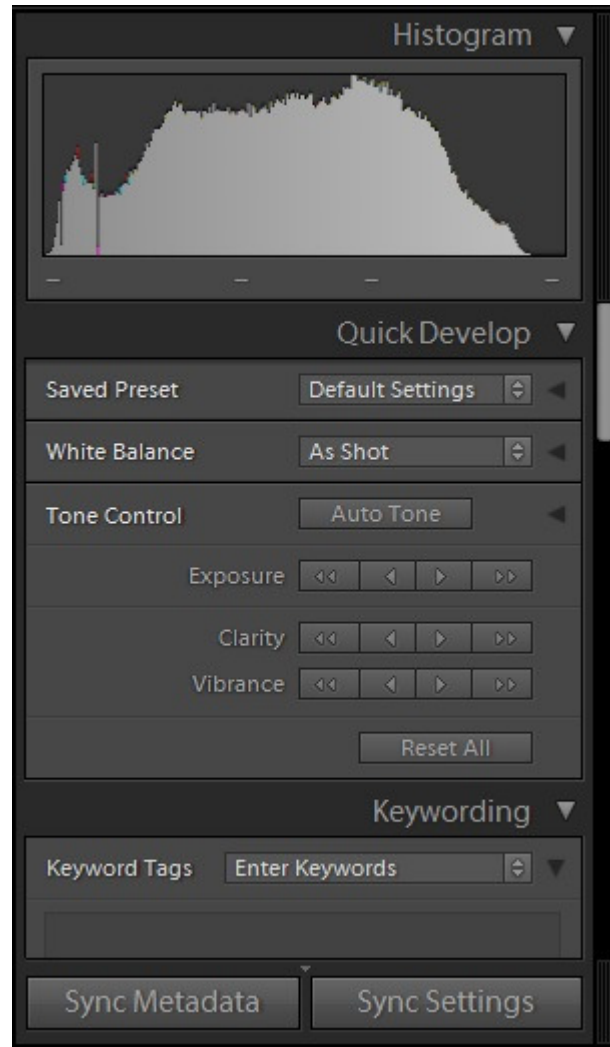 Histogram
Quick Develop
Saved Preset Default Settings
White Balance As Shot
Tone Control Auto Tone
Exposure
Clarity
Vibrance
Reset All
Keywording
Keyword Tags Enter Keywords
Sync Metadata Sync Settings